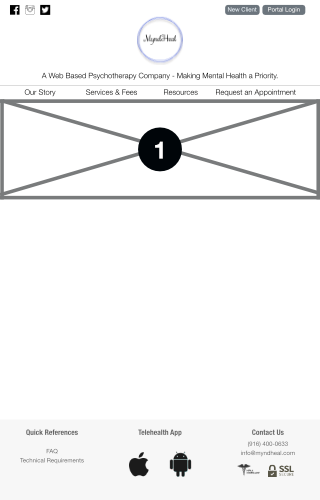 New Client
Portal Login
MyndHeal
A Web Based Psychotherapy Company - Making Mental Health a Priority.
Our Story
Services & Fees
Resources
Request an Appointment
1
Quick References
Telehealth App
Contact Us
FAQ
Technical Requirements
(916) 400-0633
info@myndheal.com
SSL